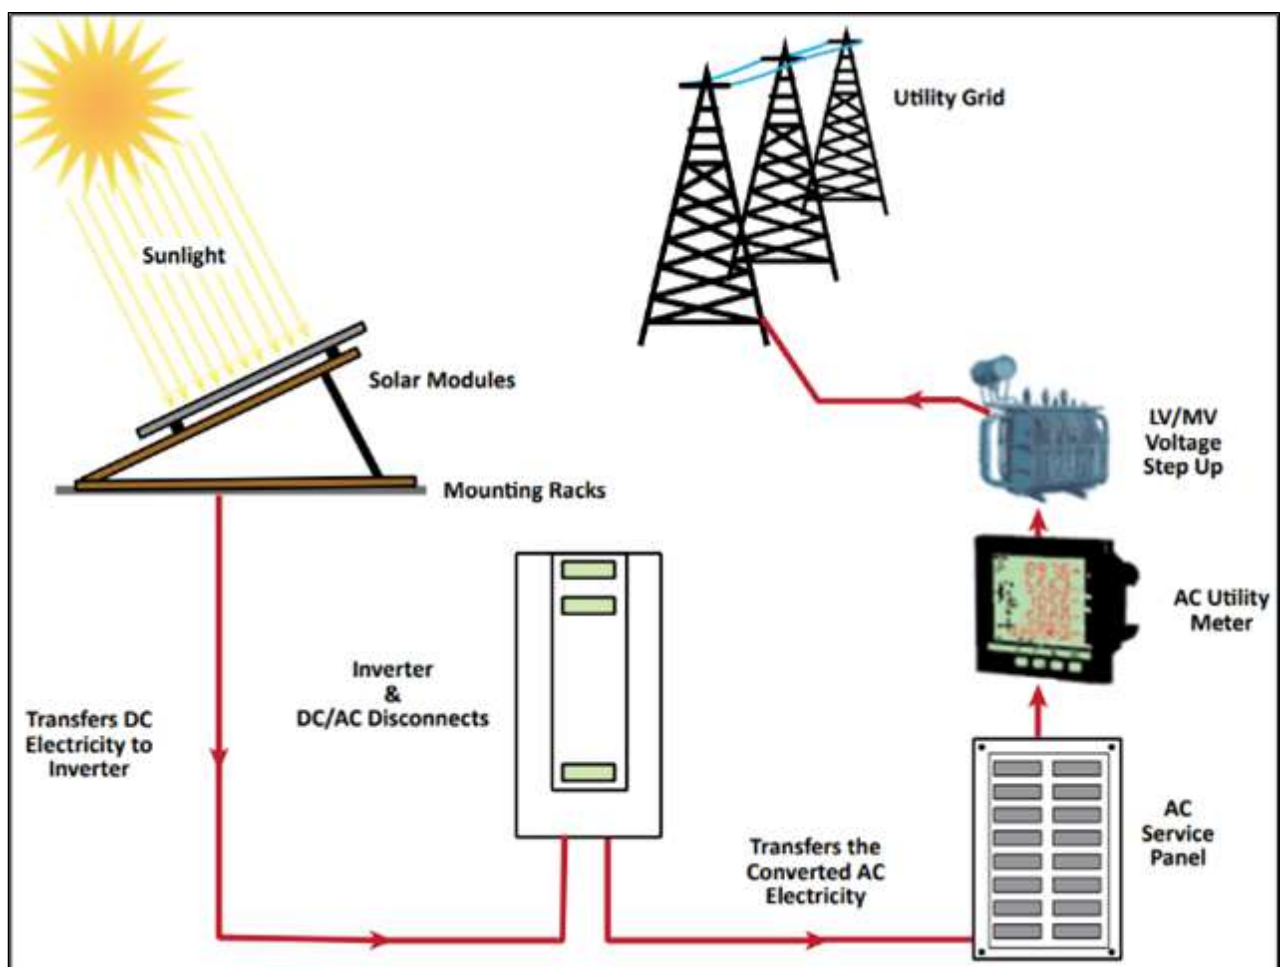 Utility Grid
Sunlight
Solar Modules
Mounting Racks
LV/MV
Voltage
Step Up
AC Utility
Meter
Inverter
&
DC/AC Disconnects
Transfers DC
Electricity to
Inverter
Transfers the
Converted AC
Electricity
AC
Service
Panel